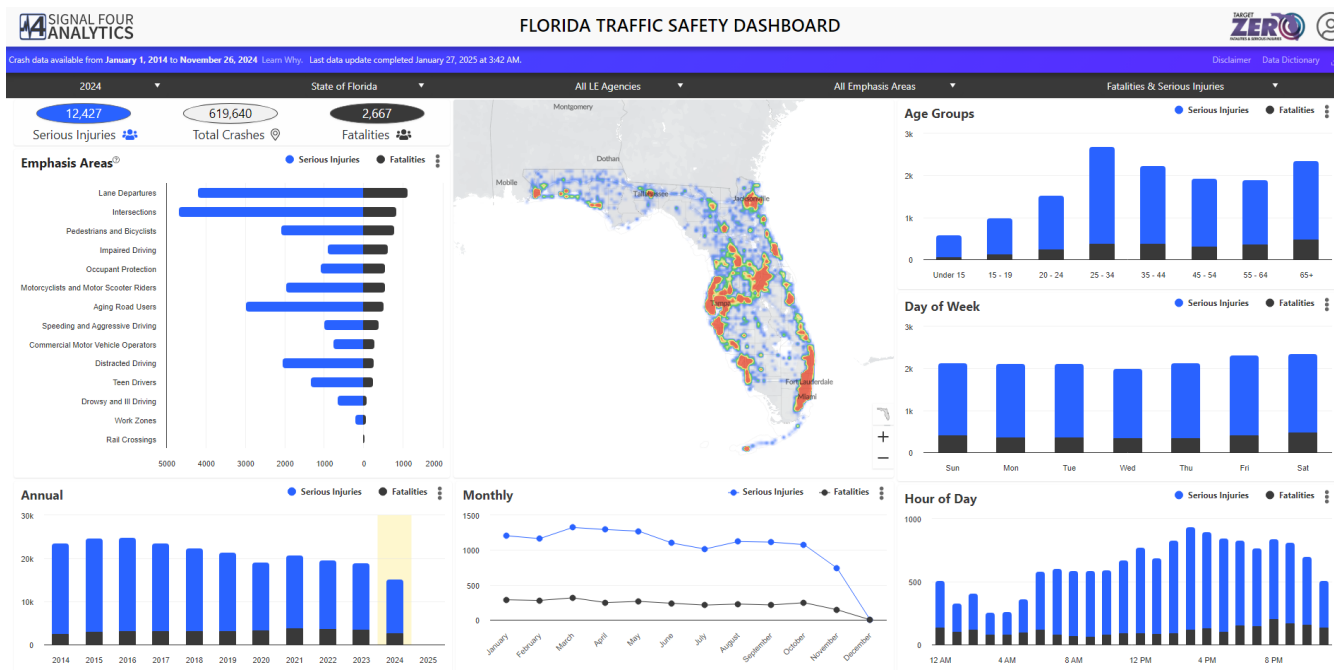 SIGNAL FOUR
ANALYTICS
FLORIDA TRAFFIC SAFETY DASHBOARD
TARGET
ZERO
FATALITIES & SERIOUS INJURIES
Crash data available from January 1, 2014 to November 26, 2024 Learn Why. Last data update completed January 27, 2025 at 3:42 AM.
Disclaimer Data Dictionary
2024 State of Florida All LE Agencies All Emphasis Areas Fatalities & Serious Injuries
12,427 619,640 2,667
Serious Injuries Total Crashes Fatalities
Emphasis Areas
Serious Injuries Fatalities
Lane Departures
Intersections
Pedestrians and Bicyclists
Impaired Driving
Occupant Protection
Motorcyclists and Motor Scooter Riders
Aging Road Users
Speeding and Aggressive Driving
Commercial Motor Vehicle Operators
Distracted Driving
Teen Drivers
Drowsy and Ill Driving
Work Zones
Rail Crossings
5000 4000 3000 2000 1000 0 1000 2000
Montgomery
Dothan
Mobile
Tallahassee
Jacksonville
Tampa
Fort Lauderdale
Miami
+
−
Age Groups
Serious Injuries Fatalities
3k
2k
1k
0
Under 15 15 - 19 20 - 24 25 - 34 35 - 44 45 - 54 55 - 64 65+
Day of Week
Serious Injuries Fatalities
3k
2k
1k
0
Sun Mon Tue Wed Thu Fri Sat
Annual
Serious Injuries Fatalities
30k
20k
10k
0
2014 2015 2016 2017 2018 2019 2020 2021 2022 2023 2024 2025
Monthly
Serious Injuries Fatalities
1500
1000
500
0
January February March April May June July August September October November December
Hour of Day
Serious Injuries Fatalities
1000
500
0
12 AM 4 AM 8 AM 12 PM 4 PM 8 PM